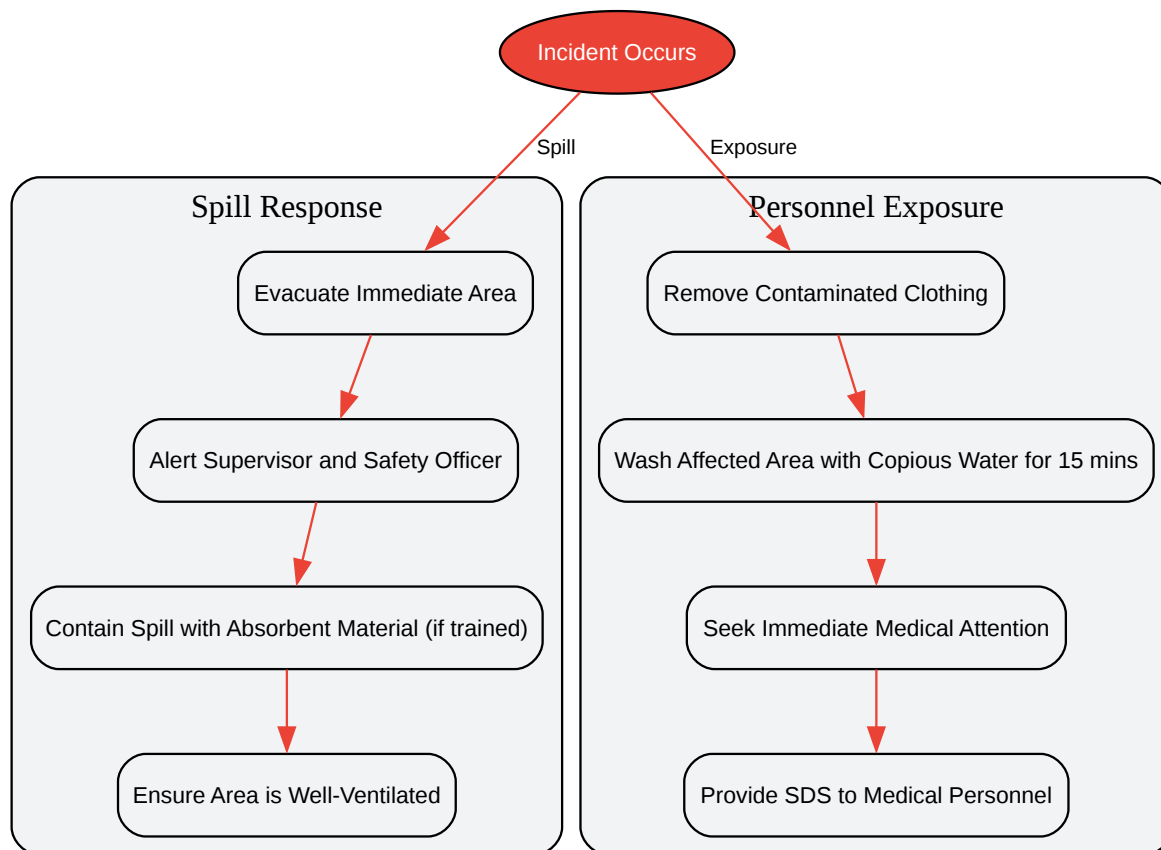 Incident Occurs
Spill
Exposure
Spill Response
Evacuate Immediate Area
Alert Supervisor and Safety Officer
Contain Spill with Absorbent Material (if trained)
Ensure Area is Well-Ventilated
Personnel Exposure
Remove Contaminated Clothing
Wash Affected Area with Copious Water for 15 mins
Seek Immediate Medical Attention
Provide SDS to Medical Personnel